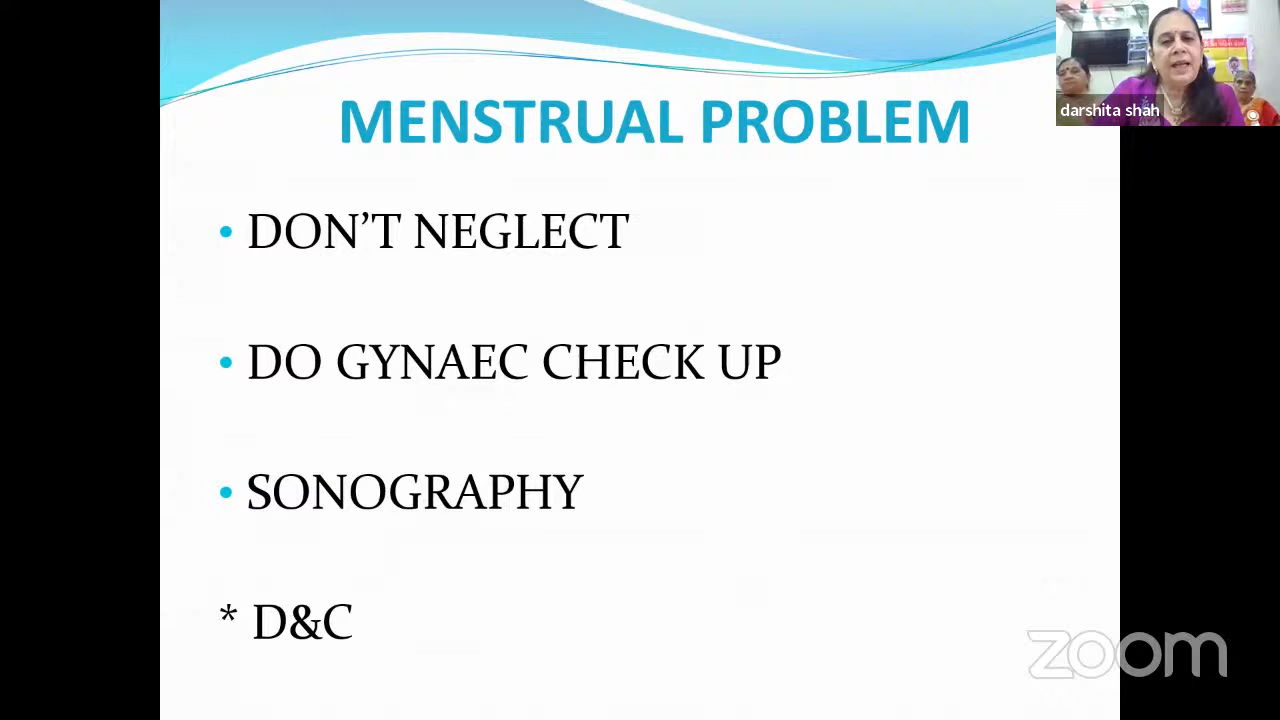 darshita shah
MENSTRUAL PROBLEM
• DON’T NEGLECT
• DO GYNAEC CHECK UP
• SONOGRAPHY
* D&C
zoom